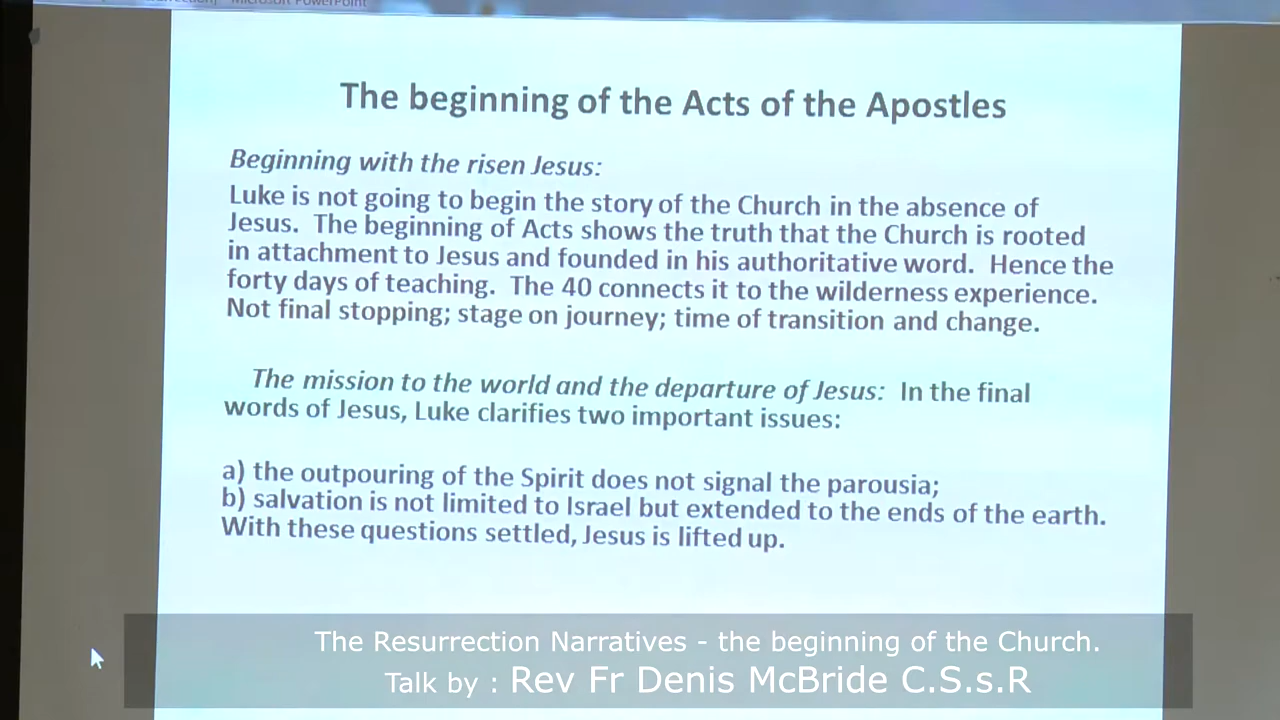 Microsoft PowerPoint
The beginning of the Acts of the Apostles
Beginning with the risen Jesus:
Luke is not going to begin the story of the Church in the absence of
Jesus. The beginning of Acts shows the truth that the Church is rooted
in attachment to Jesus and founded in his authoritative word. Hence the
forty days of teaching. The 40 connects it to the wilderness experience.
Not final stopping; stage on journey; time of transition and change.
The mission to the world and the departure of Jesus: In the final
words of Jesus, Luke clarifies two important issues:
a) the outpouring of the Spirit does not signal the parousia;
b) salvation is not limited to Israel but extended to the ends of the earth.
With these questions settled, Jesus is lifted up.
The Resurrection Narratives - the beginning of the Church.
Talk by : Rev Fr Denis McBride C.S.s.R